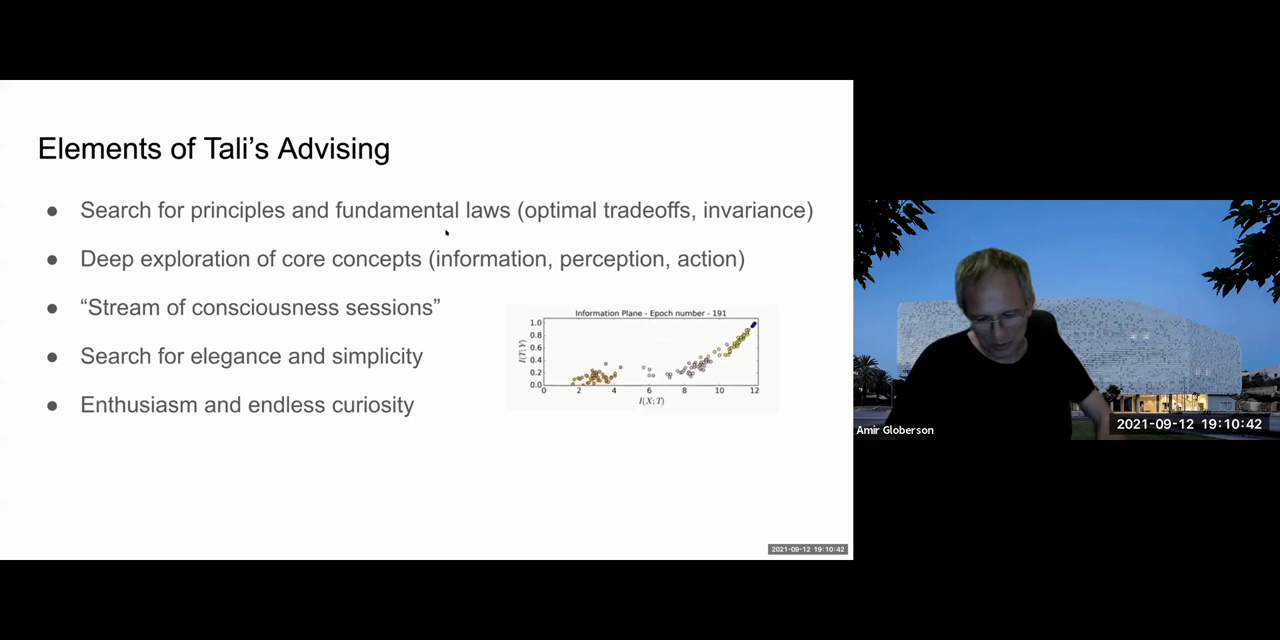 Elements of Tali’s Advising
● Search for principles and fundamental laws (optimal tradeoffs, invariance)
● Deep exploration of core concepts (information, perception, action)
● “Stream of consciousness sessions”
● Search for elegance and simplicity
● Enthusiasm and endless curiosity
Information Plane - Epoch number - 191
I(T;Y)
1.0
0.8
0.6
0.4
0.2
0.0
0 2 4 6 8 10 12
I(X;T)
2021-09-12 19:10:42
Amir Globerson
2021-09-12 19:10:42